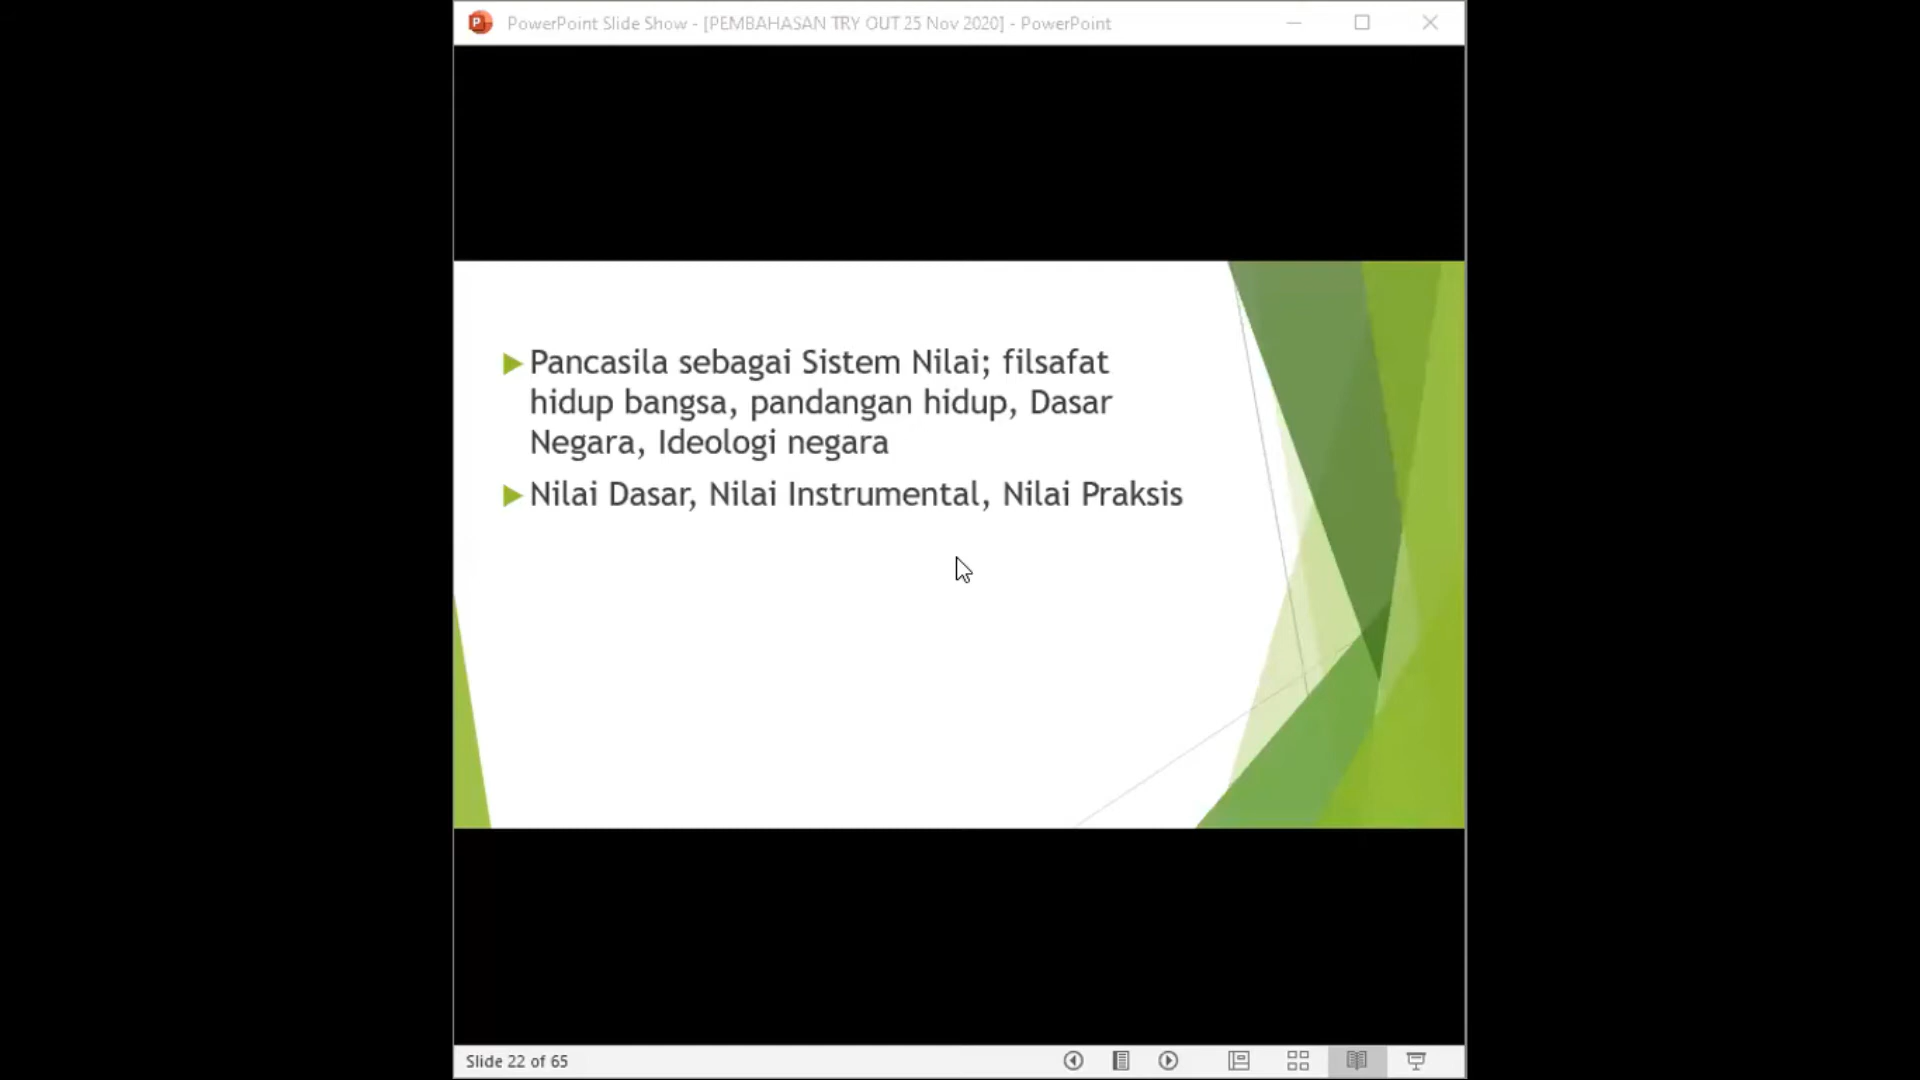 PowerPoint Slide Show - [PEMBAHASAN TRY OUT 25 Nov 2020] - PowerPoint
Pancasila sebagai Sistem Nilai; filsafat
hidup bangsa, pandangan hidup, Dasar
Negara, Ideologi negara
Nilai Dasar, Nilai Instrumental, Nilai Praksis
Slide 22 of 65